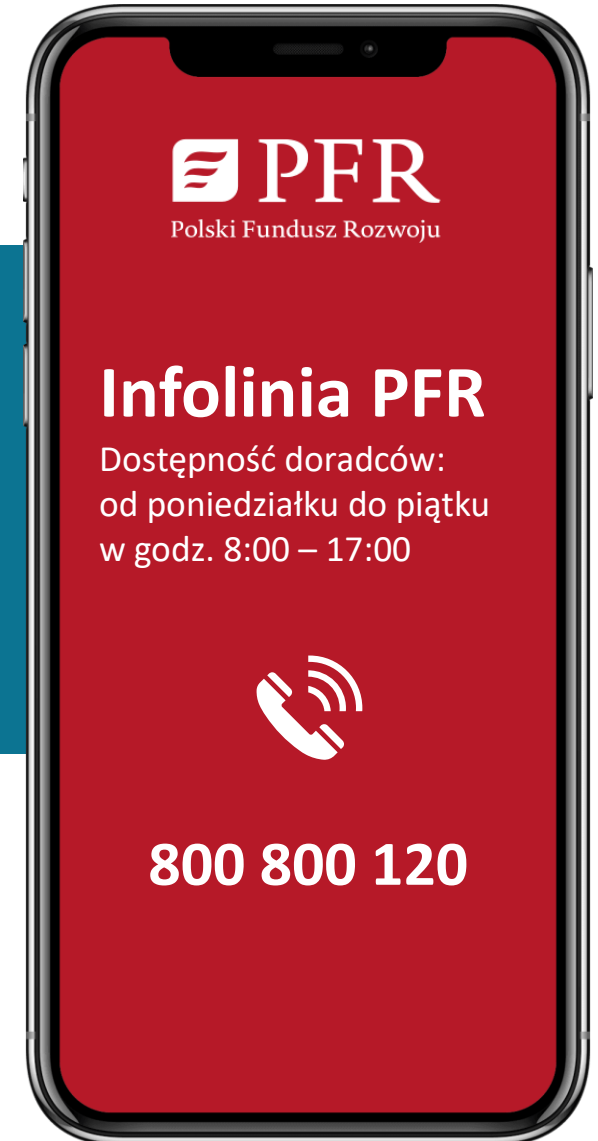 PFR
Polski Fundusz Rozwoju
Infolinia PFR
Dostępność doradców:
od poniedziałku do piątku
w godz. 8:00 – 17:00
800 800 120